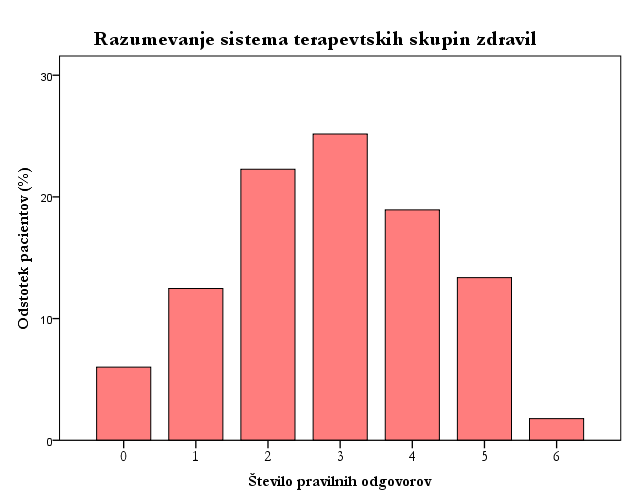 Razumevanje sistema terapevtskih skupin zdravil
Odstotek pacientov (%)
30
20
10
0
0 1 2 3 4 5 6
Število pravilnih odgovorov